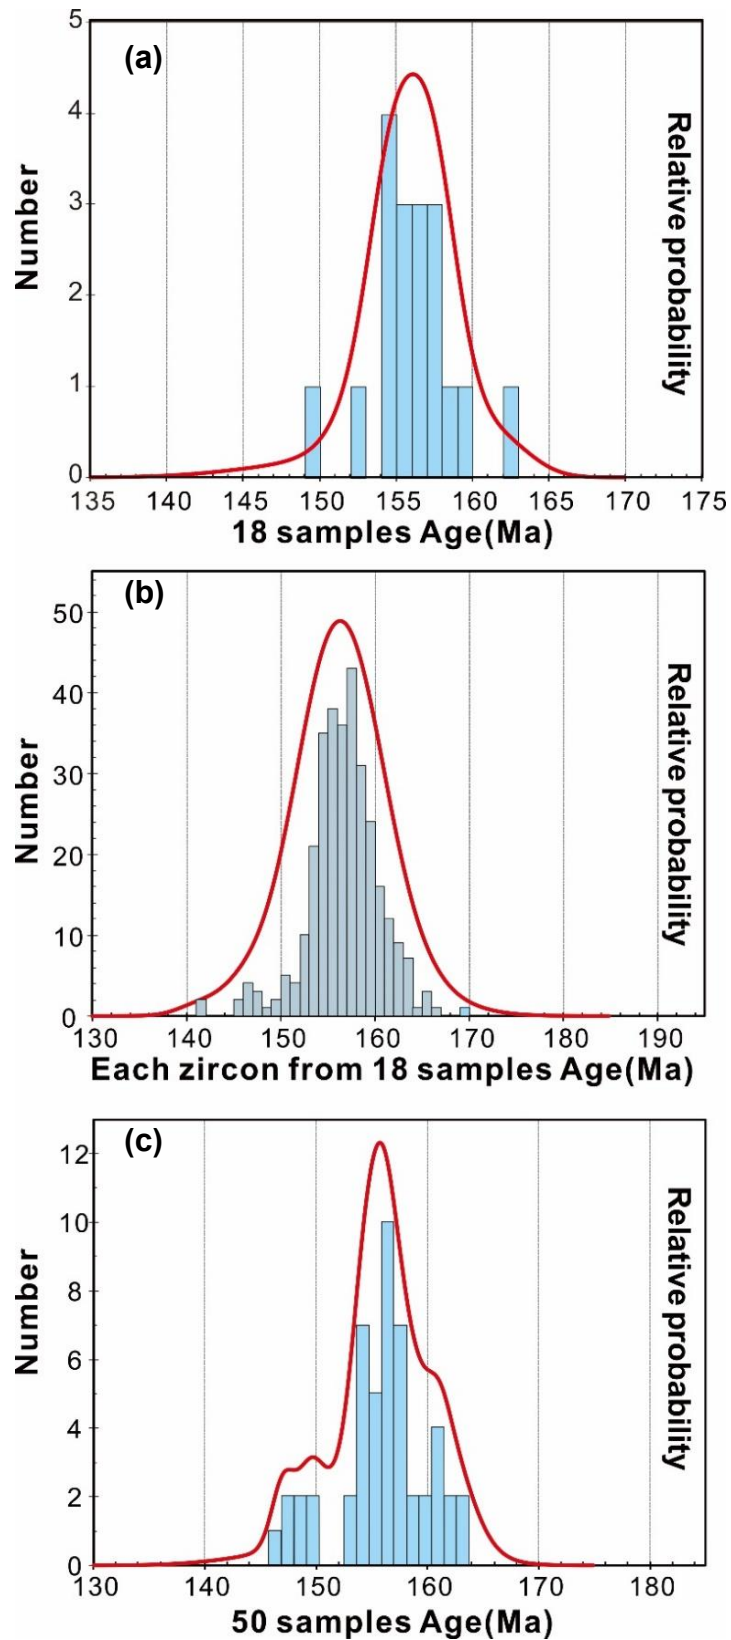 (a)
Number
5
4
3
2
1
0
135 140 145 150 155 160 165 170 175
18 samples Age(Ma)
Relative probability
(b)
Number
50
40
30
20
10
0
130 140 150 160 170 180 190
Each zircon from 18 samples Age(Ma)
Relative probability
(c)
Number
12
10
8
6
4
2
0
130 140 150 160 170 180
50 samples Age(Ma)
Relative probability